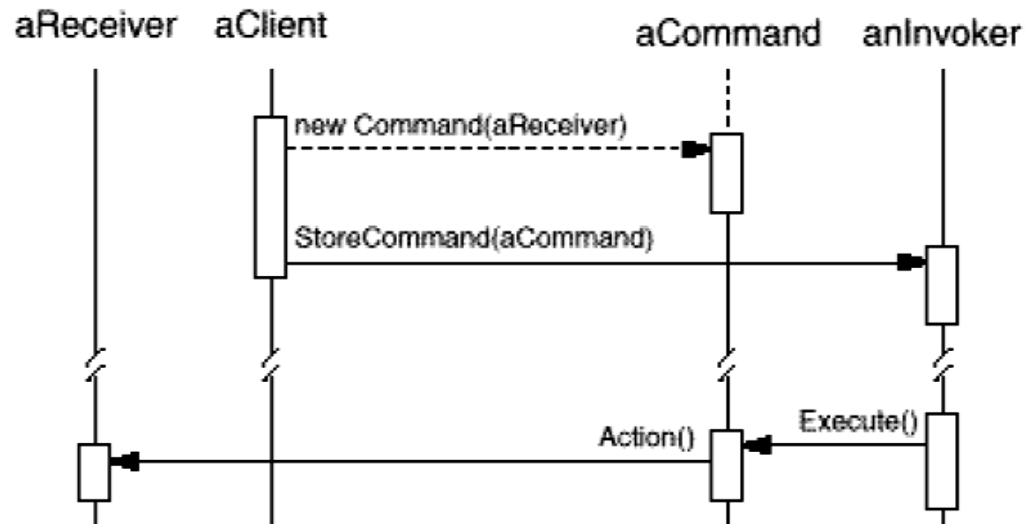 aReceiver aClient aCommand anInvoker
new Command(aReceiver)
StoreCommand(aCommand)
Execute()
Action()